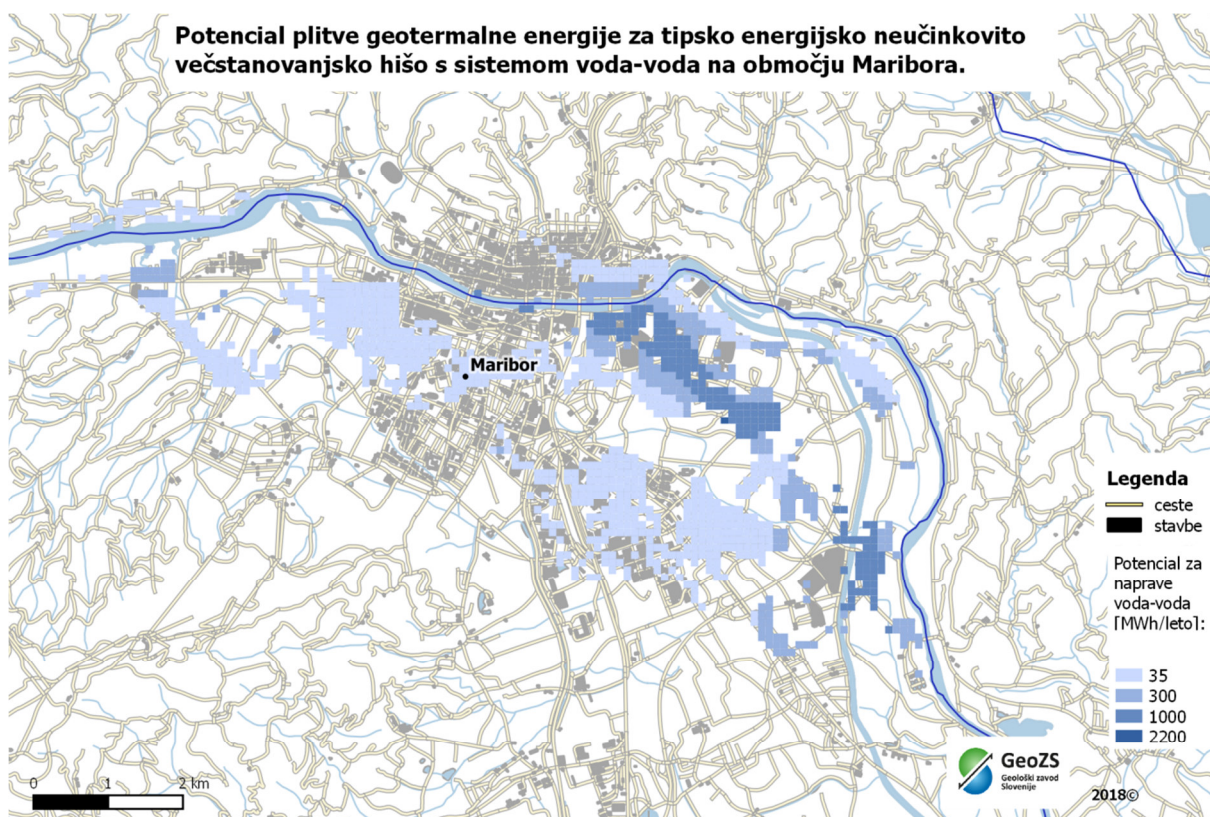 Potencial plitve geotermalne energije za tipsko energijsko neučinkovito
večstanovanjsko hišo s sistemom voda-voda na območju Maribora.
Maribor
Legenda
ceste
stavbe
Potencial za
naprave
voda-voda
[MWh/leto]:
35
300
1000
2200
0 1 2 km
GeoZS
Geološki zavod
Slovenije
2018©